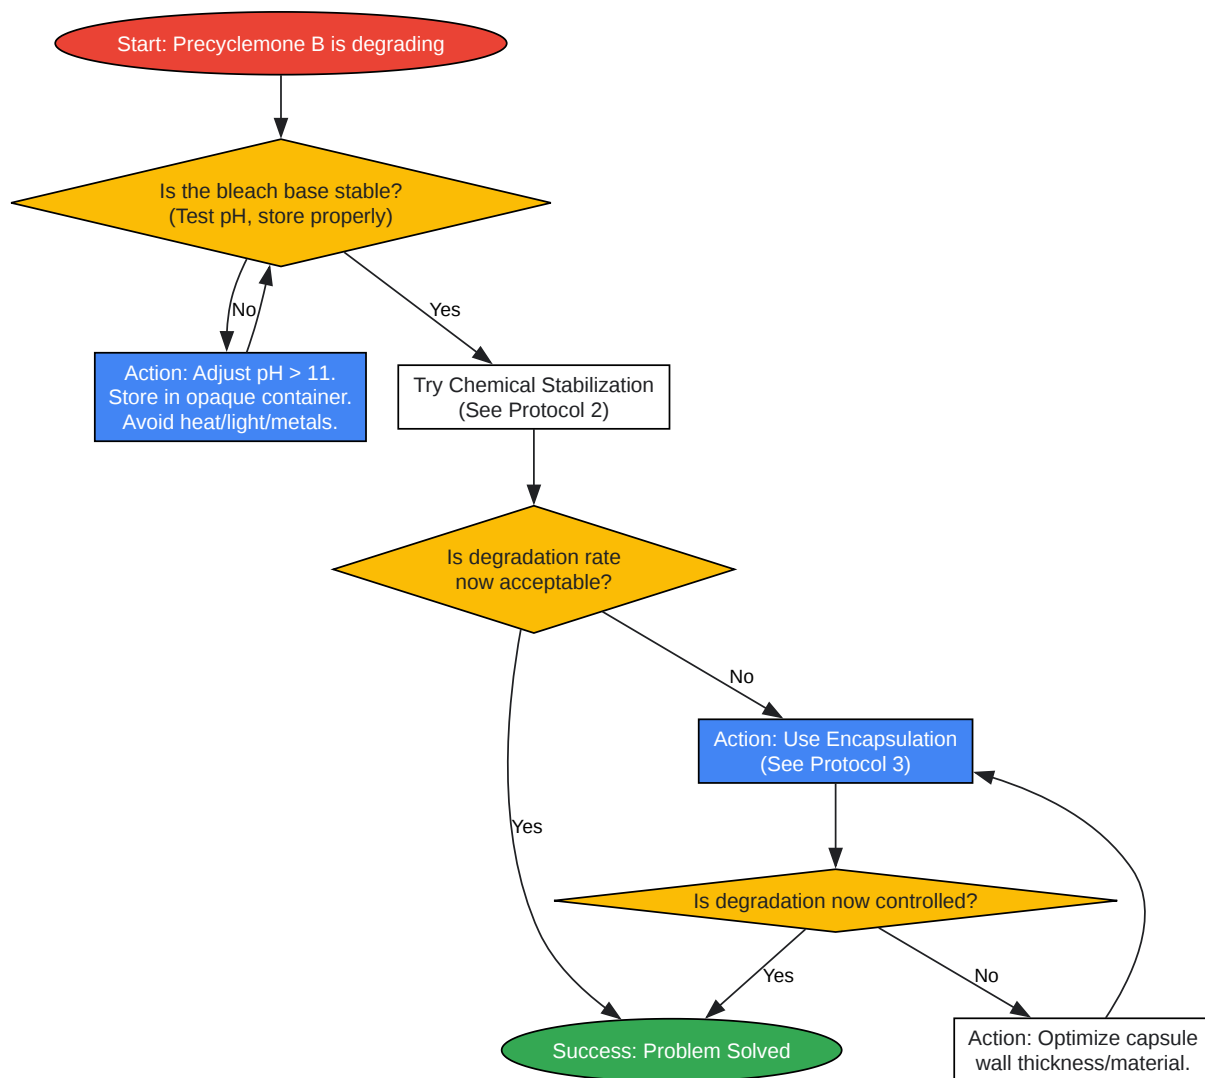 Start: Precyclemone B is degrading
Is the bleach base stable?
(Test pH, store properly)
No
Yes
Action: Adjust pH > 11.
Store in opaque container.
Avoid heat/light/metals.
Try Chemical Stabilization
(See Protocol 2)
Is degradation rate
now acceptable?
No
Action: Use Encapsulation
(See Protocol 3)
Yes
Is degradation now controlled?
Yes
No
Success: Problem Solved
Action: Optimize capsule
wall thickness/material.